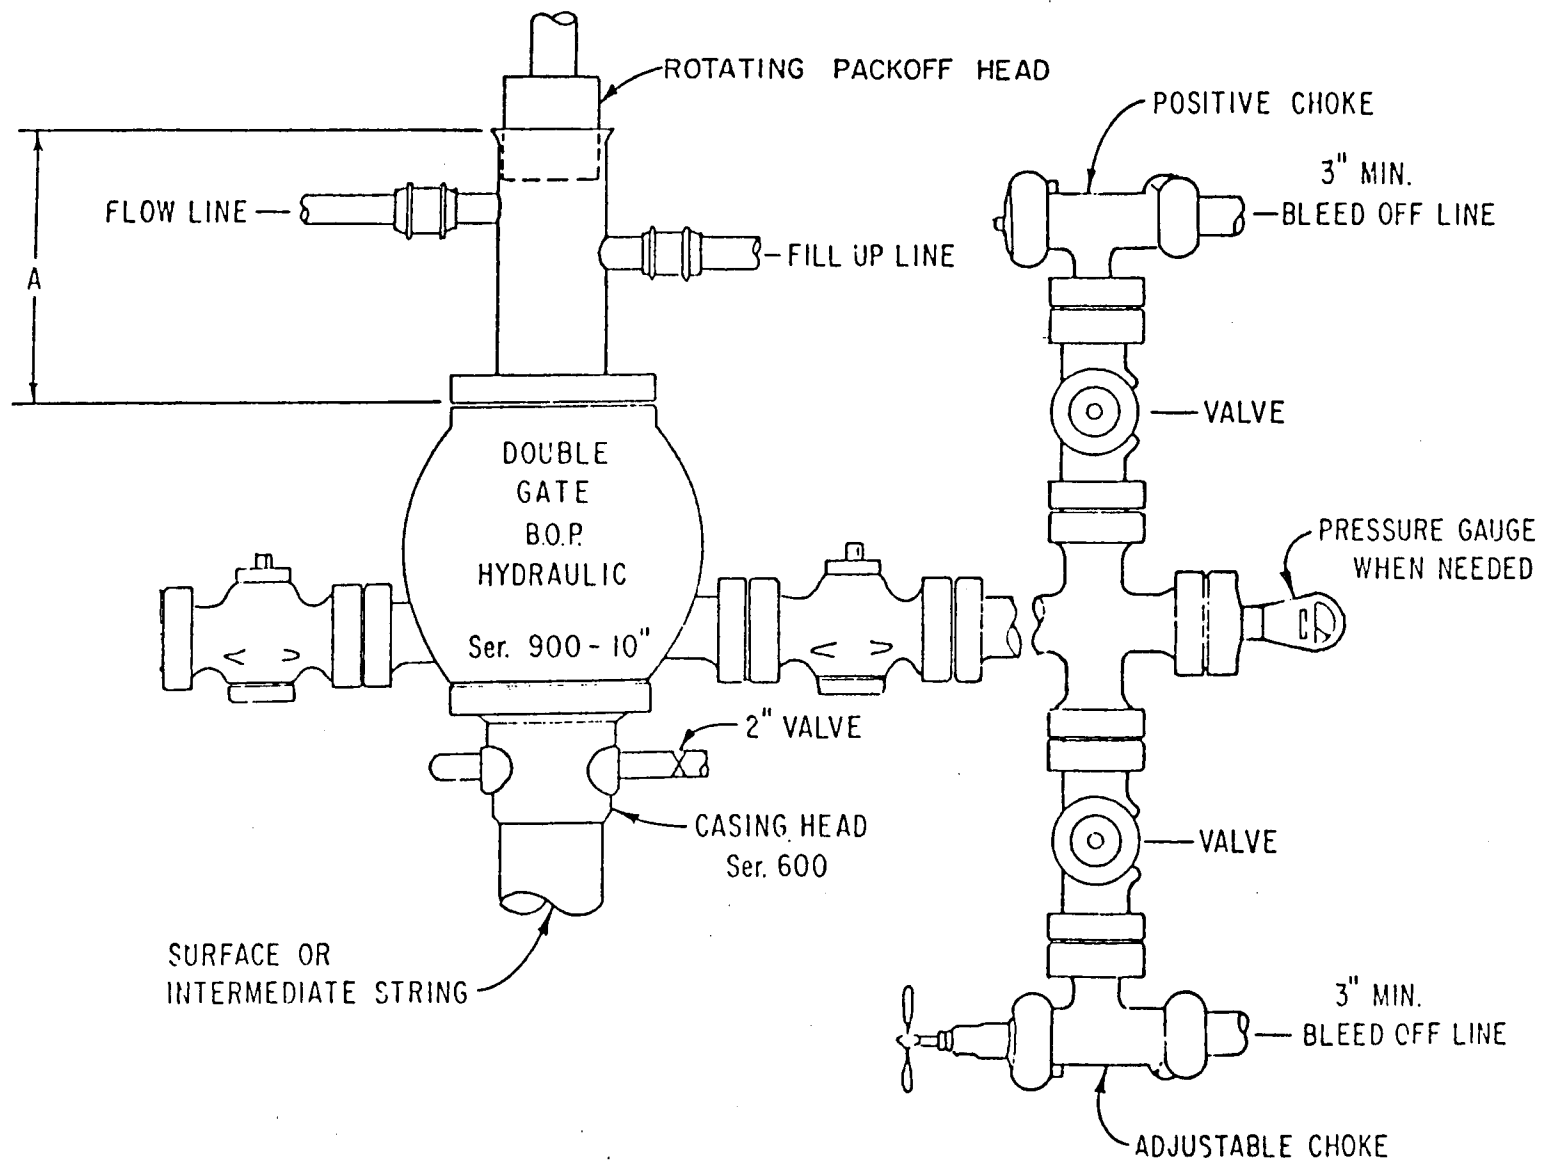 ROTATING PACKOFF HEAD
POSITIVE CHOKE
3" MIN.
BLEED OFF LINE
FLOW LINE
FILL UP LINE
A
VALVE
DOUBLE
GATE
B.O.P.
HYDRAULIC
Ser. 900 - 10"
PRESSURE GAUGE
WHEN NEEDED
2" VALVE
CASING HEAD
Ser. 600
VALVE
SURFACE OR
INTERMEDIATE STRING
3" MIN.
BLEED OFF LINE
ADJUSTABLE CHOKE